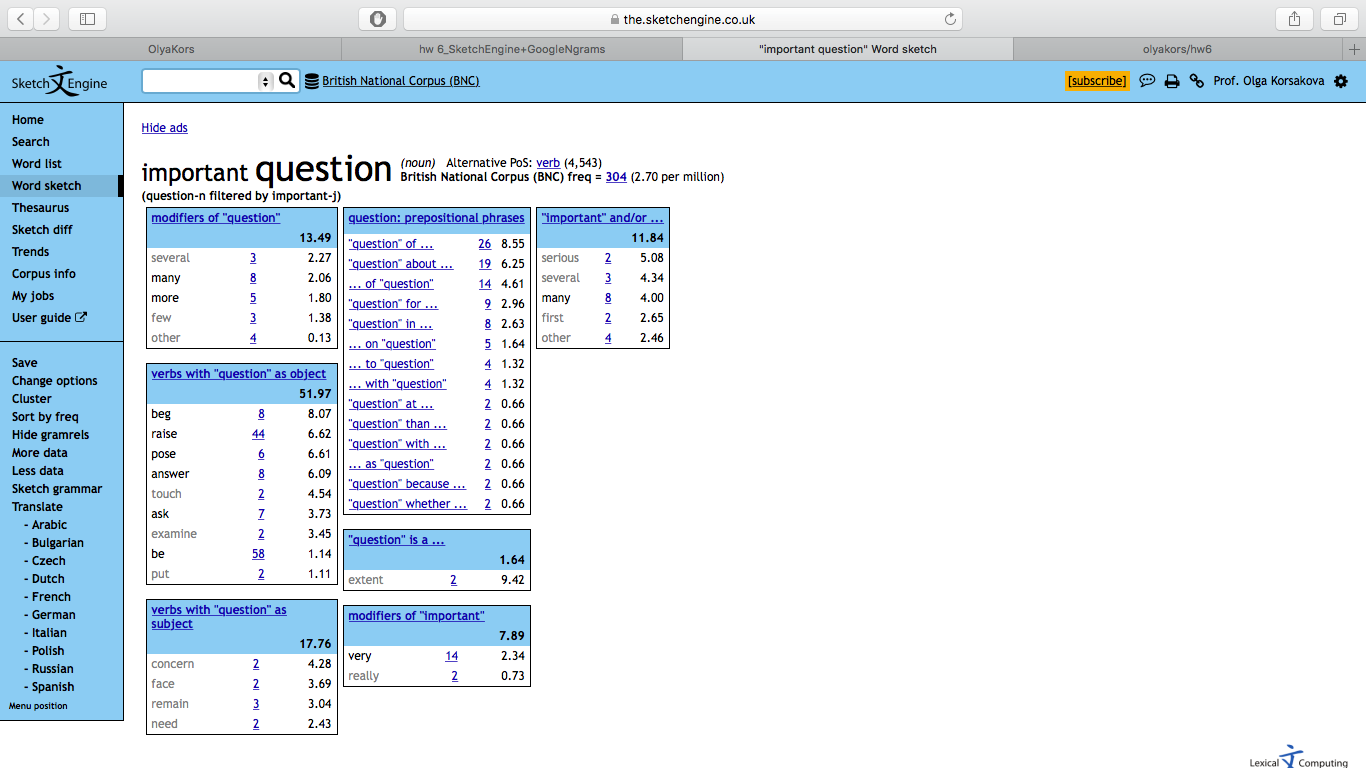 the.sketchengine.co.uk
OlyaKors
hw 6_SketchEngine+GoogleNgrams
"important question" Word sketch
olyakors/hw6
Sketch Engine
British National Corpus (BNC)
[subscribe]
Prof. Olga Korsakova
Home
Search
Word list
Word sketch
Thesaurus
Sketch diff
Trends
Corpus info
My jobs
User guide
Save
Change options
Cluster
Sort by freq
Hide gramrels
More data
Less data
Sketch grammar
Translate
- Arabic
- Bulgarian
- Czech
- Dutch
- French
- German
- Italian
- Polish
- Russian
- Spanish
Menu position
Hide ads
important question (noun) Alternative PoS: verb (4,543)
British National Corpus (BNC) freq = 304 (2.70 per million)
(question-n filtered by important-j)
modifiers of "question"
13.49
several 3 2.27
many 8 2.06
more 5 1.80
few 3 1.38
other 4 0.13
verbs with "question" as object
51.97
beg 8 8.07
raise 44 6.62
pose 6 6.61
answer 8 6.09
touch 2 4.54
ask 7 3.73
examine 2 3.45
be 58 1.14
put 2 1.11
verbs with "question" as
subject
17.76
concern 2 4.28
face 2 3.69
remain 3 3.04
need 2 2.43
question: prepositional phrases
"question" of ... 26 8.55
"question" about ... 19 6.25
... of "question" 14 4.61
"question" for ... 9 2.96
"question" in ... 8 2.63
... on "question" 5 1.64
... to "question" 4 1.32
... with "question" 4 1.32
"question" at ... 2 0.66
"question" than ... 2 0.66
"question" with ... 2 0.66
... as "question" 2 0.66
"question" because ... 2 0.66
"question" whether ... 2 0.66
"question" is a ...
1.64
extent 2 9.42
modifiers of "important"
7.89
very 14 2.34
really 2 0.73
"important" and/or ...
11.84
serious 2 5.08
several 3 4.34
many 8 4.00
first 2 2.65
other 4 2.46
Lexical Computing